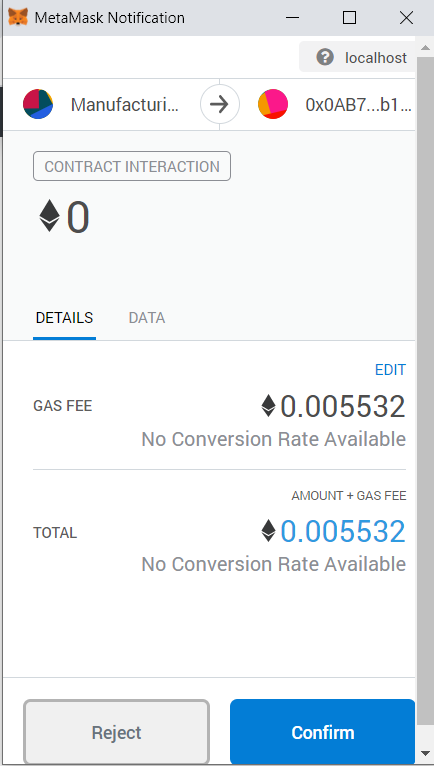 MetaMask Notification
localhost
Manufacturi... 0x0AB7...b1...
CONTRACT INTERACTION
0
DETAILS DATA
EDIT
GAS FEE 0.005532
No Conversion Rate Available
AMOUNT + GAS FEE
TOTAL 0.005532
No Conversion Rate Available
Reject Confirm